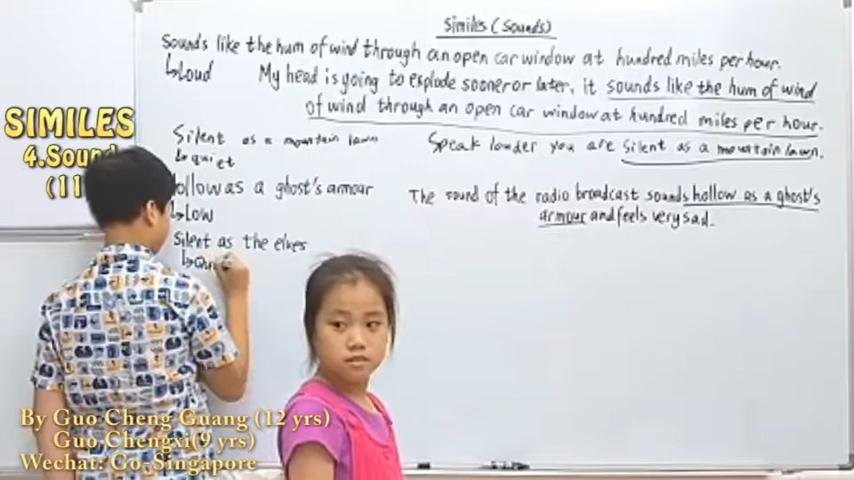 Similes (Sounds)
Sounds like the hum of wind through an open car window at hundred miles per hour.
Loud
My head is going to explode sooner or later, it sounds like the hum of wind
of wind through an open car window at hundred miles per hour.
SIMILES
4.Sound
(11
Silent as a mountain lawn
quiet
Speak louder you are silent as a mountain lawn.
ollow as a ghost's armour
Low
The sound of the radio broadcast sounds hollow as a ghost's
armour and feels very sad.
Silent as the elves
By Guo Cheng Guang (12 yrs)
Guo Chengxi(9 yrs)
Wechat: Go_Singapore